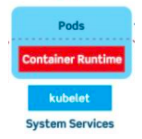 Pods
Container Runtime
kubelet
System Services